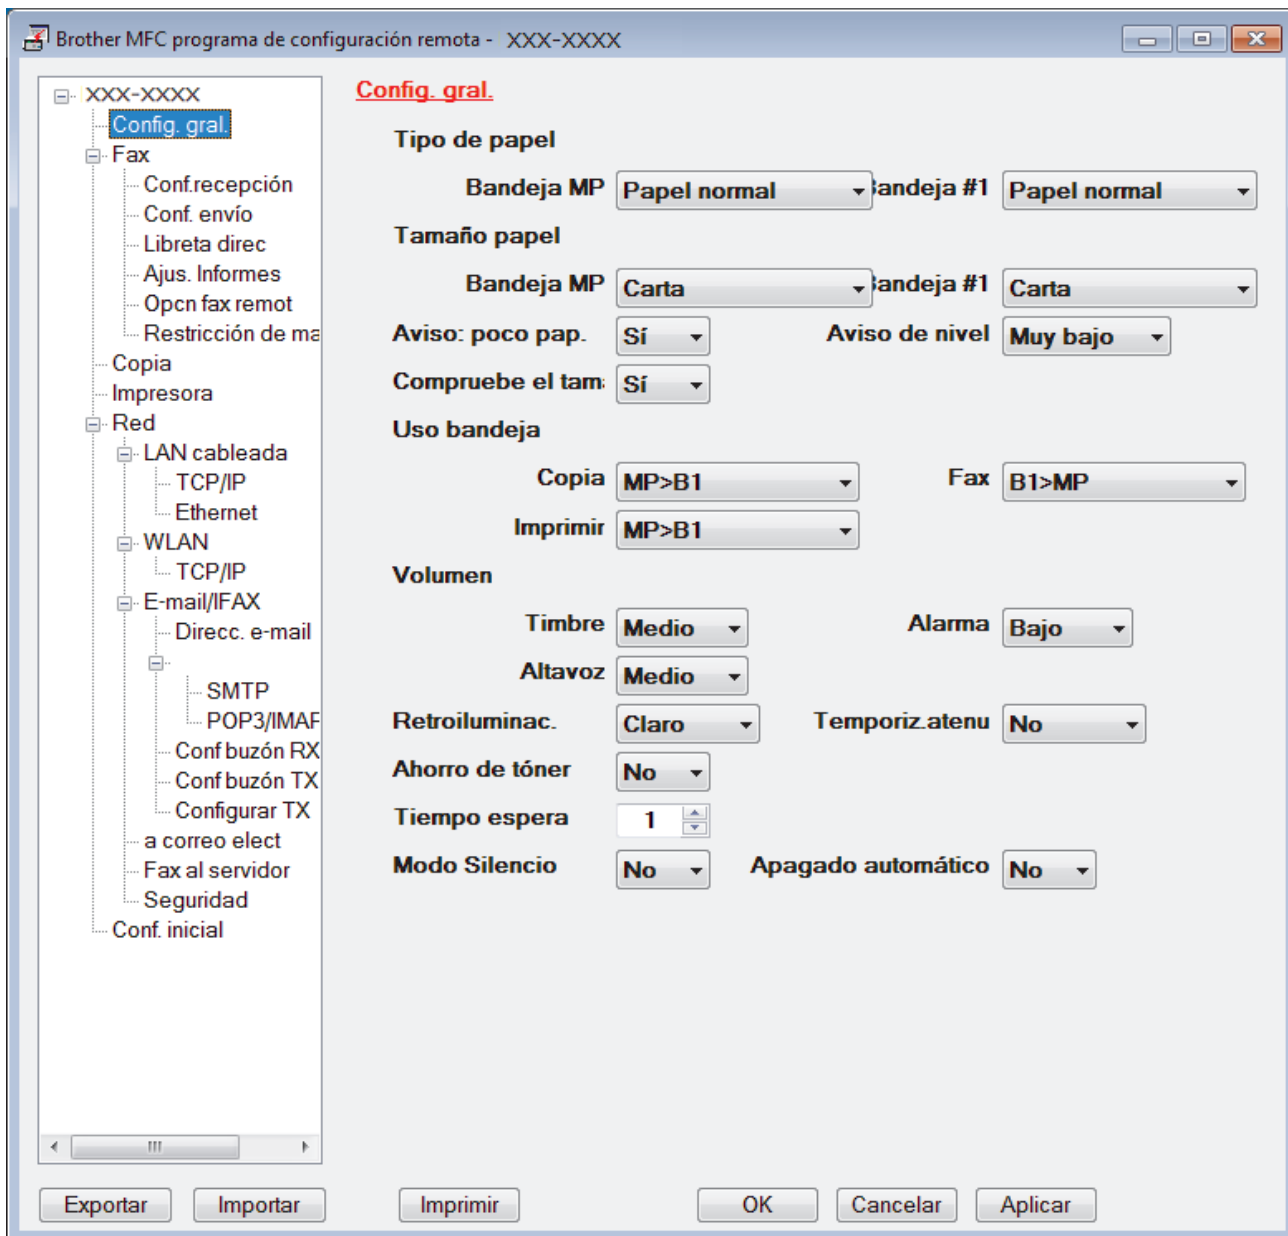 Brother MFC programa de configuración remota - XXX-XXXX
XXX-XXXX
Config. gral.
Fax
Conf.recepción
Conf. envío
Libreta direc
Ajus. Informes
Opcn fax remot
Restricción de ma
Copia
Impresora
Red
LAN cableada
TCP/IP
Ethernet
WLAN
TCP/IP
E-mail/IFAX
Direcc. e-mail
SMTP
POP3/IMAF
Conf buzón RX
Conf buzón TX
Configurar TX
a correo elect
Fax al servidor
Seguridad
Conf. inicial
Config. gral.
Tipo de papel
Bandeja MP Papel normal andeja #1 Papel normal
Tamaño papel
Bandeja MP Carta andeja #1 Carta
Aviso: poco pap. Sí Aviso de nivel Muy bajo
Compruebe el tam Sí
Uso bandeja
Copia MP>B1 Fax B1>MP
Imprimir MP>B1
Volumen
Timbre Medio Alarma Bajo
Altavoz Medio
Retroiluminac. Claro Temporiz.atenu No
Ahorro de tóner No
Tiempo espera 1
Modo Silencio No Apagado automático No
Exportar Importar Imprimir OK Cancelar Aplicar